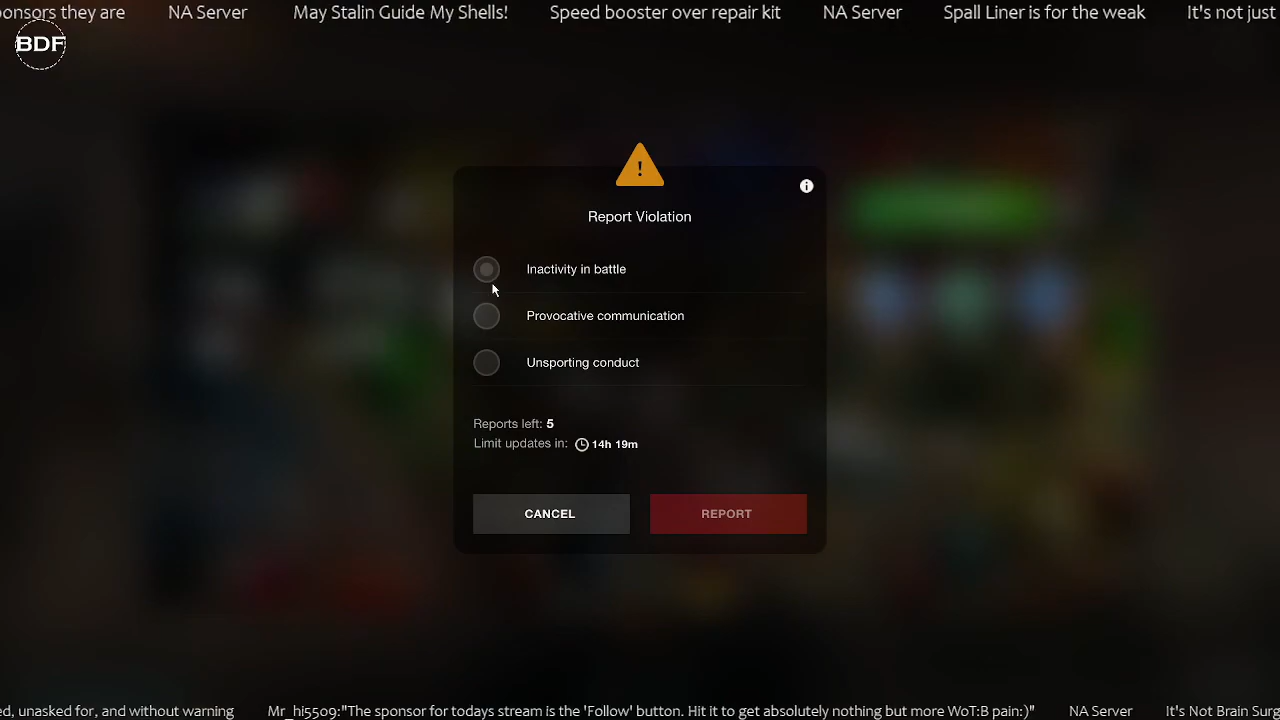 onsors they are NA Server May Stalin Guide My Shells! Speed booster over repair kit NA Server Spall Liner is for the weak It's not just
BDF
!
i
Report Violation
Inactivity in battle
Provocative communication
Unsporting conduct
Reports left: 5
Limit updates in: 14h 19m
CANCEL REPORT
ed, unasked for, and without warning Mr_hi5509:"The sponsor for todays stream is the 'Follow' button. Hit it to get absolutely nothing but more WoT:B pain:)" NA Server It's Not Brain Surg